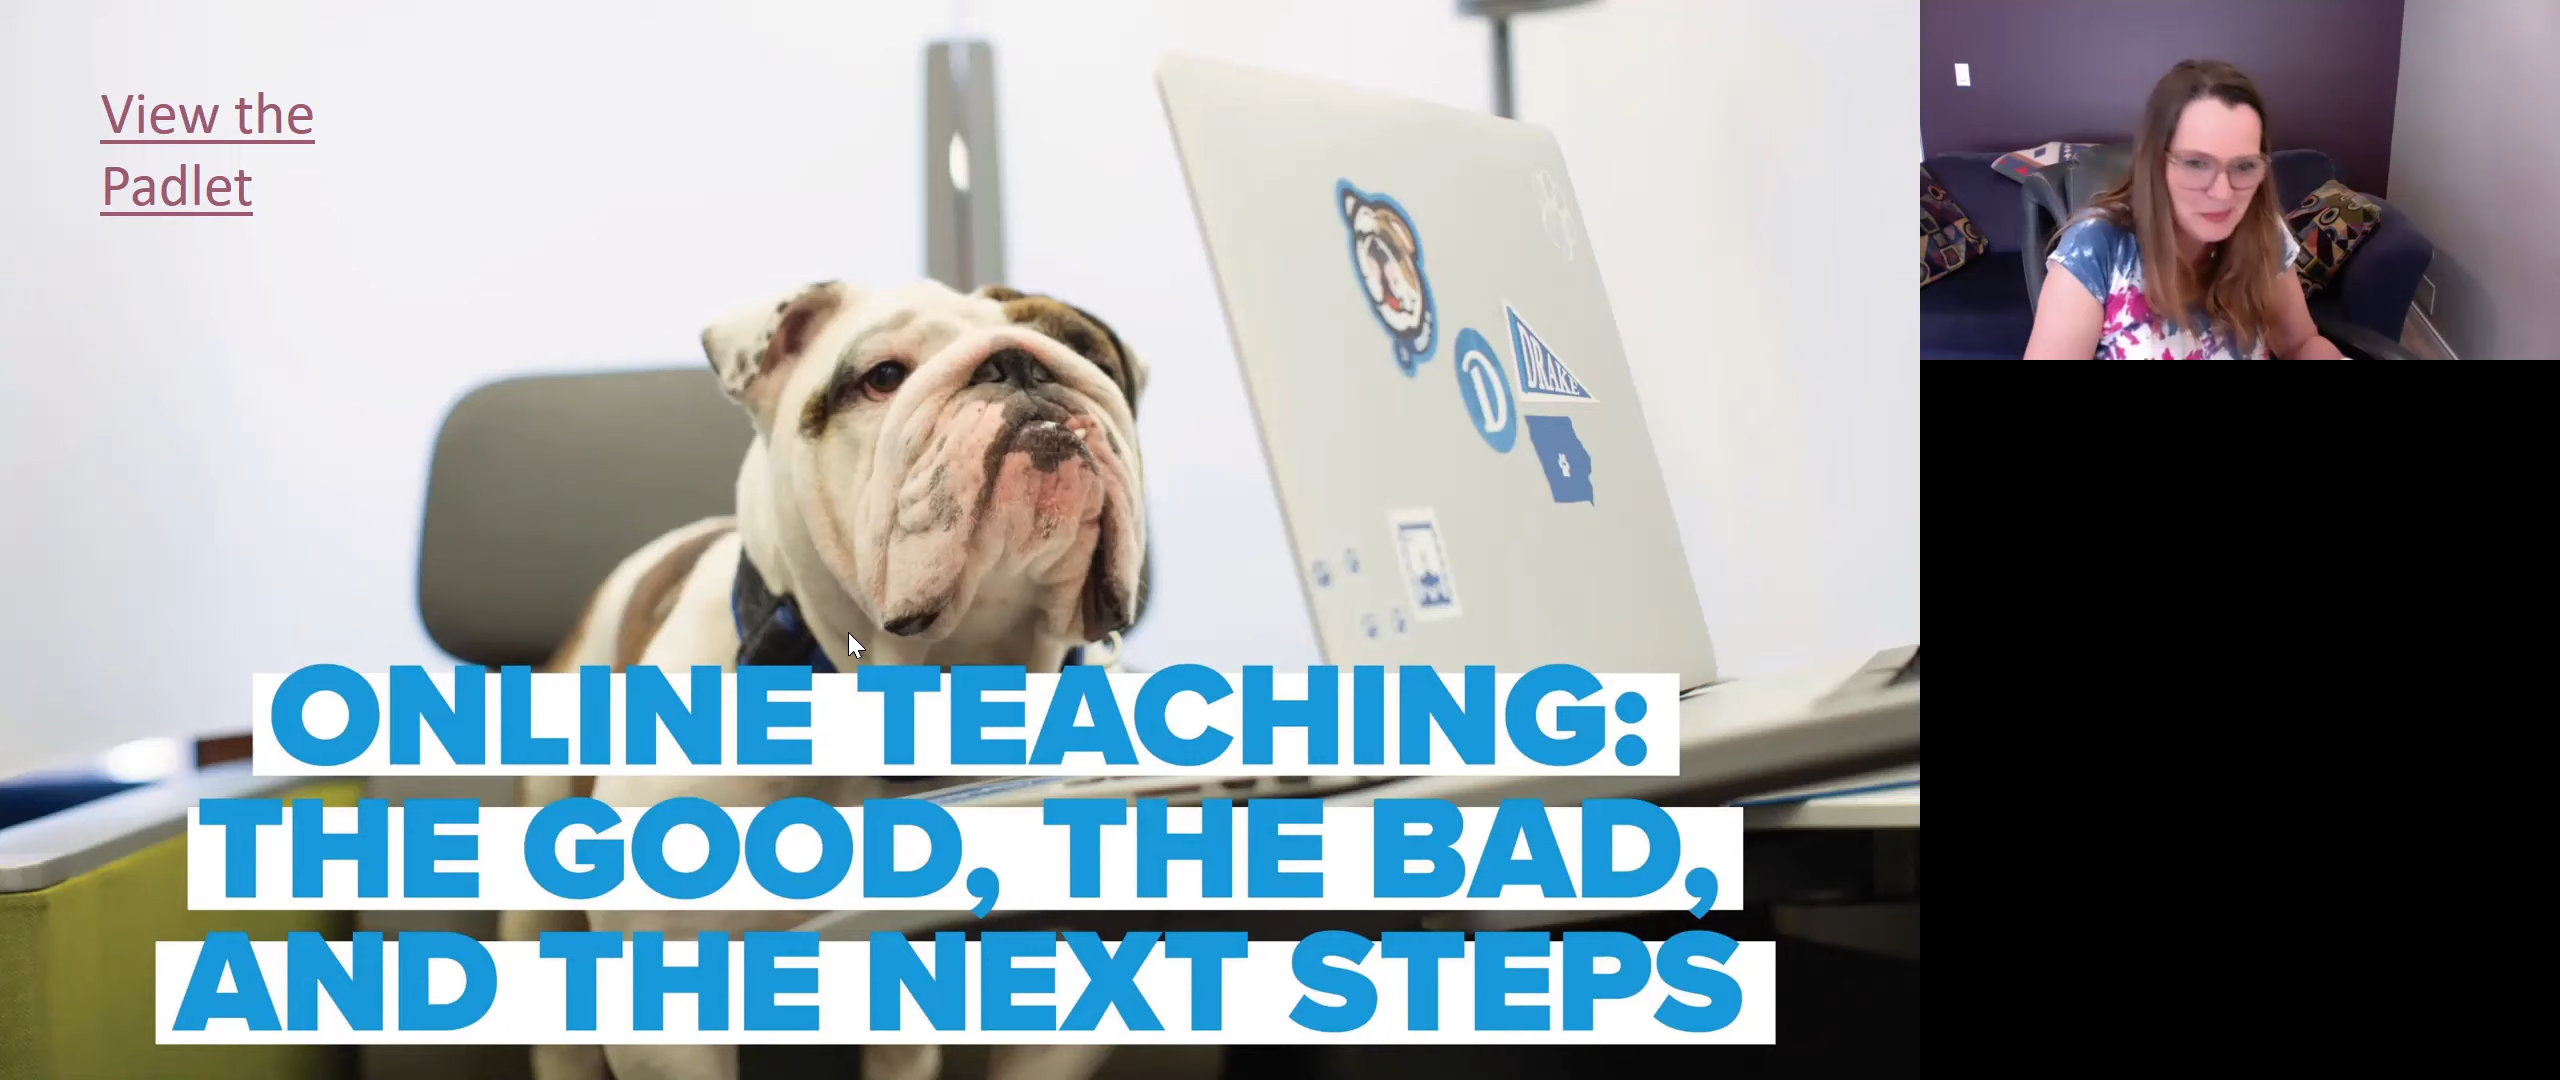 View the
Padlet
D
DRAKE
ONLINE TEACHING:
THE GOOD, THE BAD,
AND THE NEXT STEPS